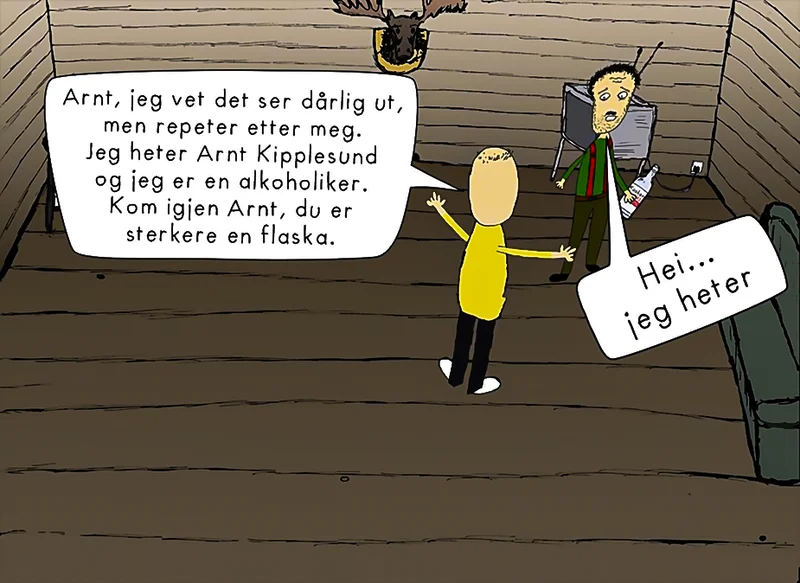 Arnt, jeg vet det ser dårlig ut,
men repeter etter meg.
Jeg heter Arnt Kipplesund
og jeg er en alkoholiker.
Kom igjen Arnt, du er
sterkere en flaska.
Hei...
jeg heter